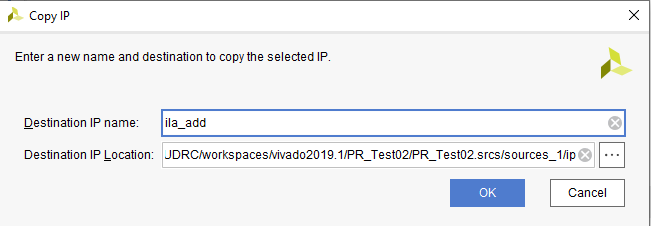 Copy IP
Enter a new name and destination to copy the selected IP.
Destination IP name: ila_add
Destination IP Location: JDRC/workspaces/vivado2019.1/PR_Test02/PR_Test02.srcs/sources_1/ip ...
OK Cancel